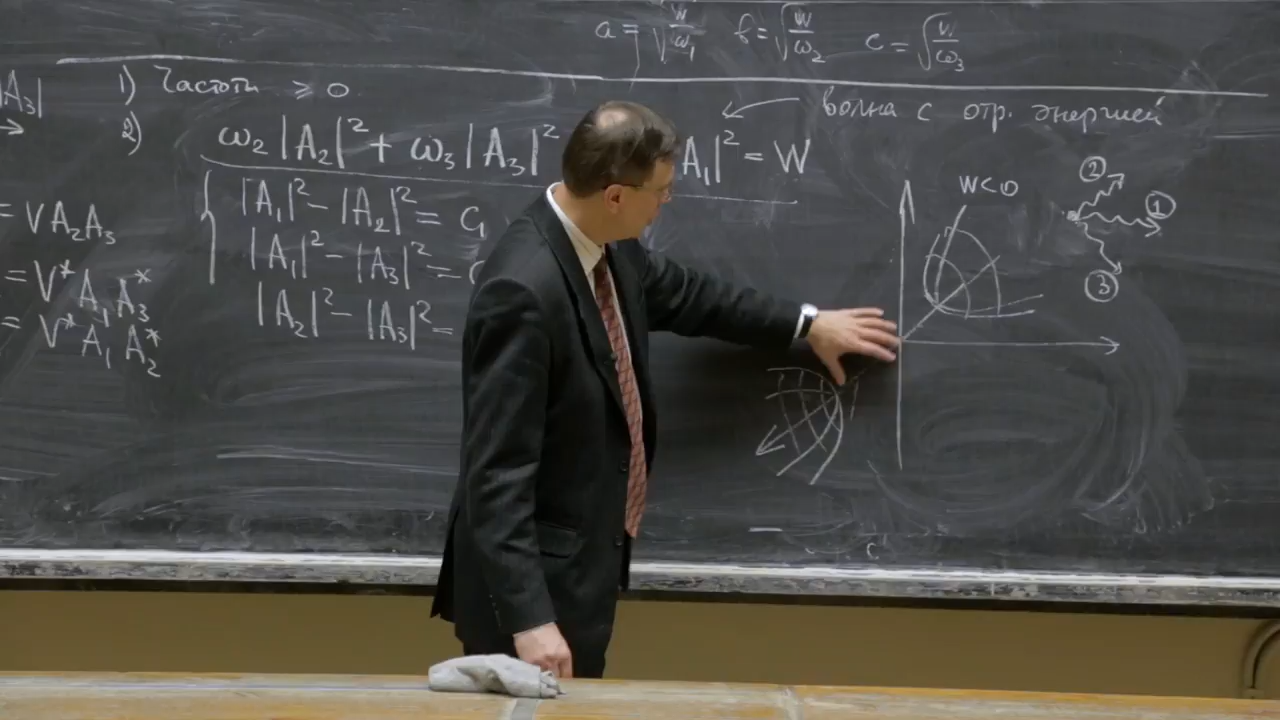 a = √(W/ω₁) b = √(W/ω₂) c = √(W/ω₃)
|A₃|
1) Частоты ⩾ 0
2)
ω₂|A₂|² + ω₃|A₃|² A₁|² = W
волна с отр. энергией
|A₁|² - |A₂|² = C₁
|A₁|² - |A₃|² =
|A₂|² - |A₃|² =
= VA₂A₃
= V*A₁A₃*
= V*A₁A₂*
W<0
②
①
③